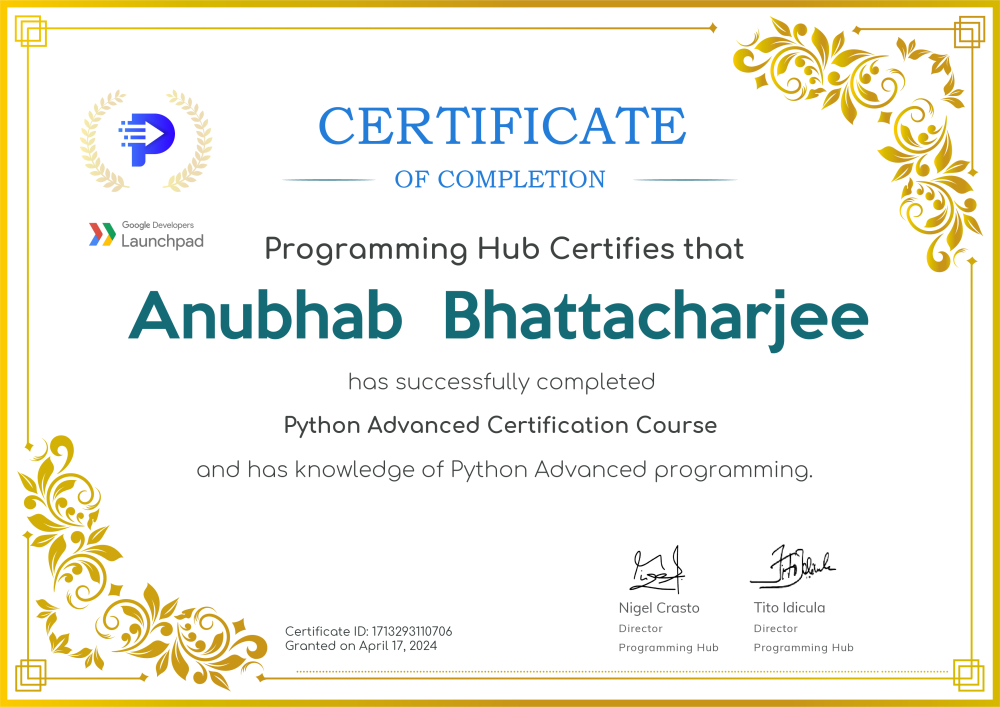 CERTIFICATE
OF COMPLETION
Google Developers
Launchpad
Programming Hub Certifies that
Anubhab Bhattacharjee
has successfully completed
Python Advanced Certification Course
and has knowledge of Python Advanced programming.
Nigel Crasto
Director
Programming Hub
Tito Idicula
Director
Programming Hub
Certificate ID: 1713293110706
Granted on April 17, 2024